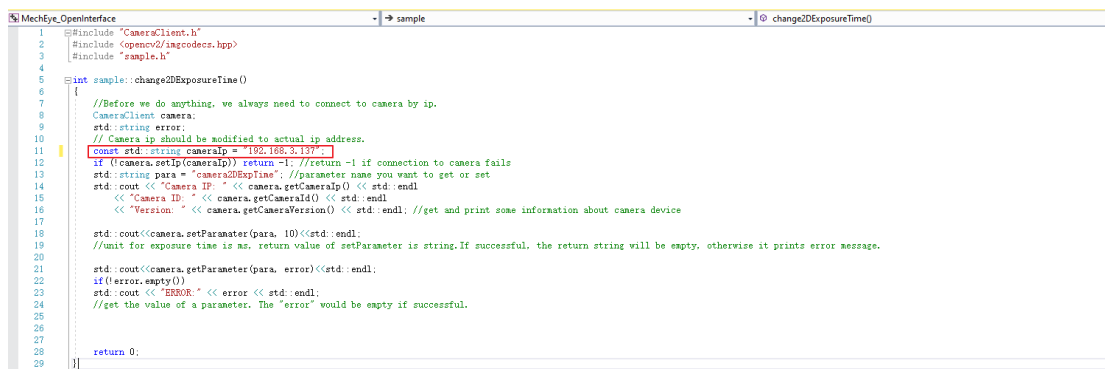 MechEye_OpenInterface sample change2DExposureTime()
1 #include "CameraClient.h"
2 #include <opencv2/imgcodecs.hpp>
3 #include "sample.h"
4
5 int sample::change2DExposureTime()
6 {
7 //Before we do anything, we always need to connect to camera by ip.
8 CameraClient camera;
9 std::string error;
10 // Camera ip should be modified to actual ip address.
11 const std::string cameraIp = "192.168.3.137";
12 if (!camera.setIp(cameraIp)) return -1; //return -1 if connection to camera fails
13 std::string para = "camera2DExpTime"; //parameter name you want to get or set
14 std::cout << "Camera IP: " << camera.getCameraIp() << std::endl
15 << "Camera ID: " << camera.getCameraId() << std::endl
16 << "Version: " << camera.getCameraVersion() << std::endl; //get and print some information about camera device
17
18 std::cout<<camera.setParamater(para, 10)<<std::endl;
19 //unit for exposure time is ms, return value of setParameter is string.If successful, the return string will be empty, otherwise it prints error message.
20
21 std::cout<<camera.getParameter(para, error)<<std::endl;
22 if(!error.empty())
23 std::cout << "ERROR:" << error << std::endl;
24 //get the value of a parameter. The "error" would be empty if successful.
25
26
27
28 return 0;
29 }